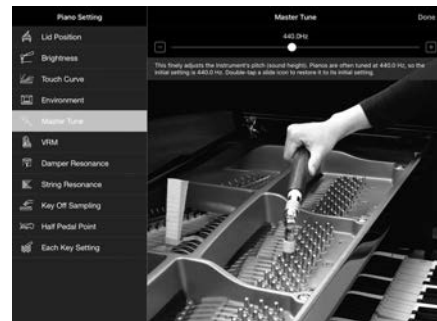 Piano Setting
Master Tune
Done
Lid Position
Brightness
Touch Curve
Environment
Master Tune
VRM
Damper Resonance
String Resonance
Key Off Sampling
Half Pedal Point
Each Key Setting
440.0Hz
This finely adjusts the instrument's pitch (sound height). Pianos are often tuned at 440.0 Hz, so the
initial setting is 440.0 Hz. Double-tap a slide icon to restore it to its initial setting.